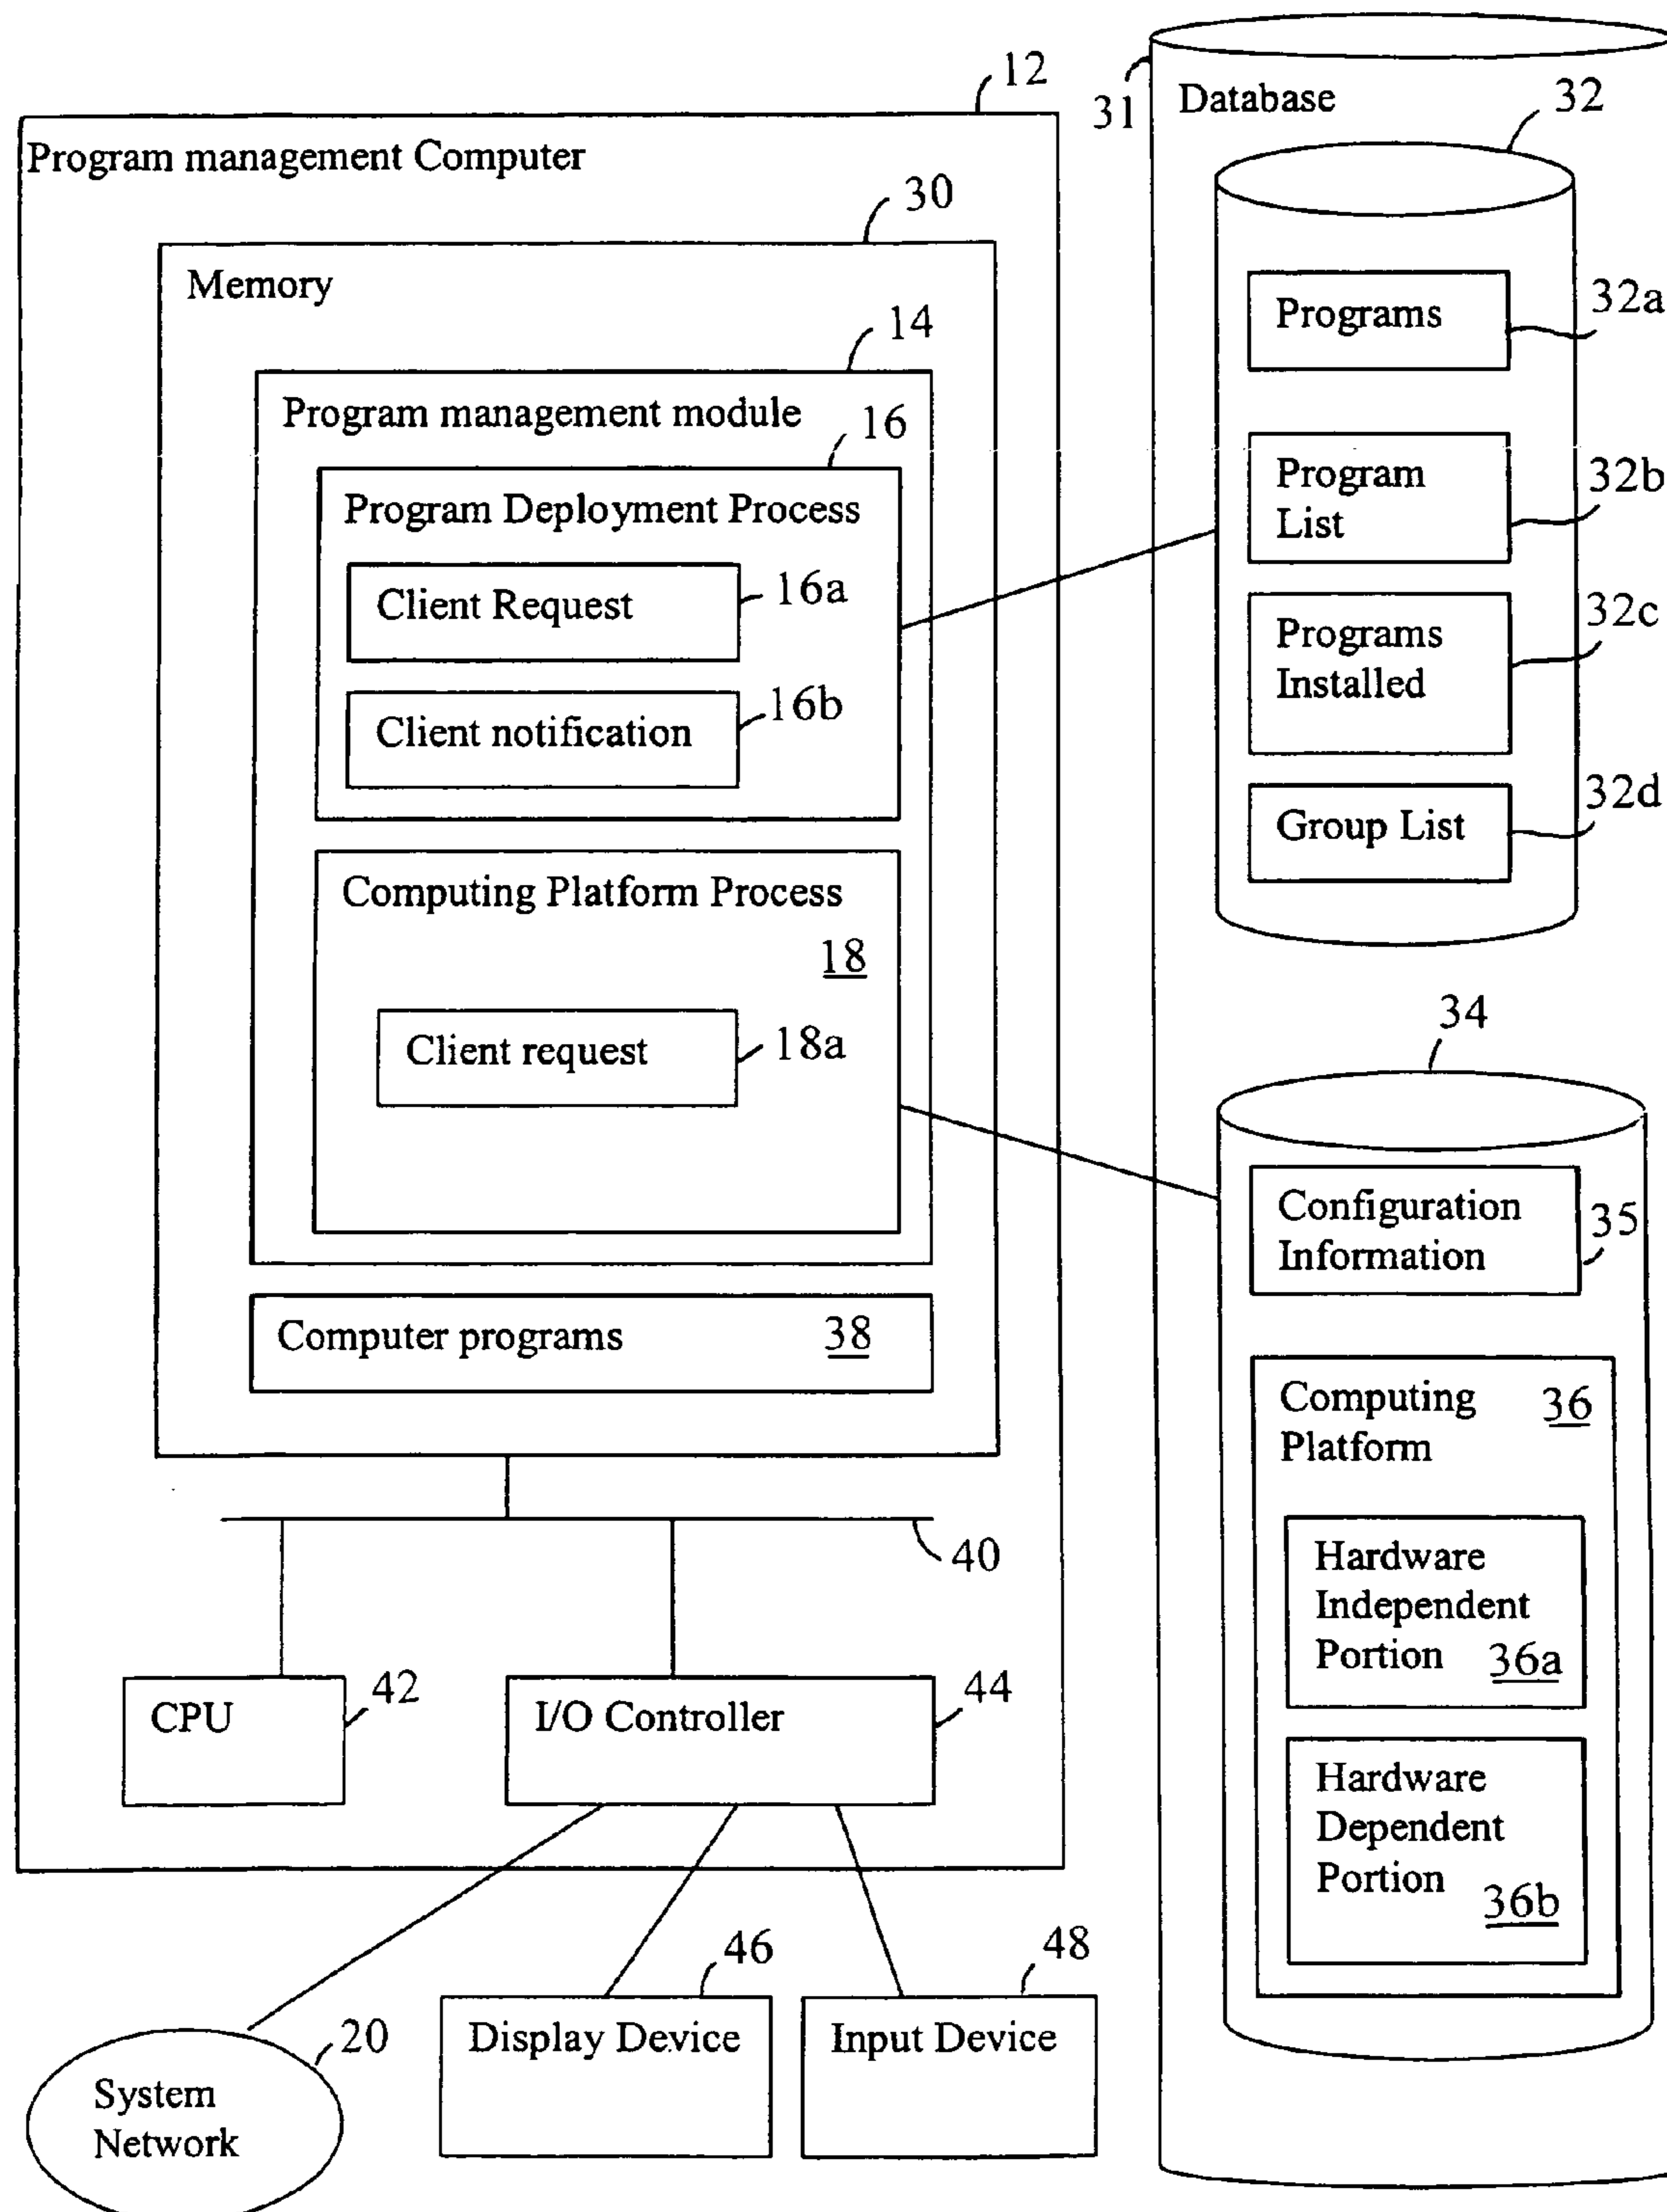 12
Program management Computer
30
Memory
14
Program management module
16
Program Deployment Process
Client Request
16a
Client notification
16b
Computing Platform Process
18
Client request
18a
Computer programs
38
40
CPU
42
I/O Controller
44
20
System
Network
46
Display Device
48
Input Device
31
Database
32
Programs
32a
Program
List
32b
Programs
Installed
32c
Group List
32d
34
Configuration
Information
35
Computing
Platform
36
Hardware
Independent
Portion
36a
Hardware
Dependent
Portion
36b